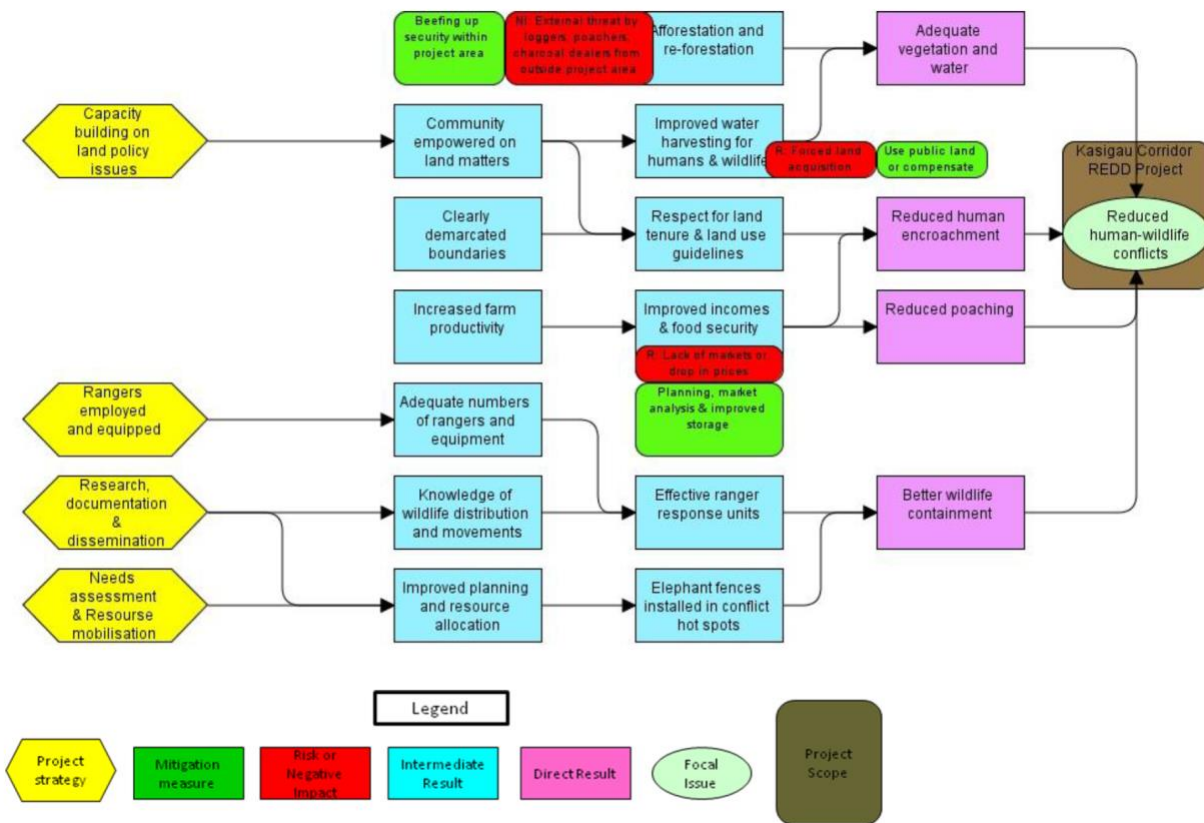 Beefing up
security within
project area
NI: External threat by
loggers, poachers,
charcoal dealers from
outside project area
Afforestation and
re-forestation
Adequate
vegetation and
water
Capacity
building on
land policy
issues
Community
empowered on
land matters
Improved water
harvesting for
humans & wildlife
R: Forced land
acquisition
Use public land
or compensate
Kasigau Corridor
REDD Project
Clearly
demarcated
boundaries
Respect for land
tenure & land use
guidelines
Reduced human
encroachment
Reduced
human-wildlife
conflicts
Increased farm
productivity
Improved incomes
& food security
Reduced poaching
R: Lack of markets or
drop in prices
Planning, market
analysis & improved
storage
Rangers
employed
and equipped
Adequate numbers
of rangers and
equipment
Research,
documentation
&
dissemination
Knowledge of
wildlife distribution
and movements
Effective ranger
response units
Better wildlife
containment
Needs
assessment
& Resourse
mobilisation
Improved planning
and resource
allocation
Elephant fences
installed in conflict
hot spots
Legend
Project
strategy
Mitigation
measure
Risk or
Negative
Impact
Intermediate
Result
Direct Result
Focal
Issue
Project
Scope